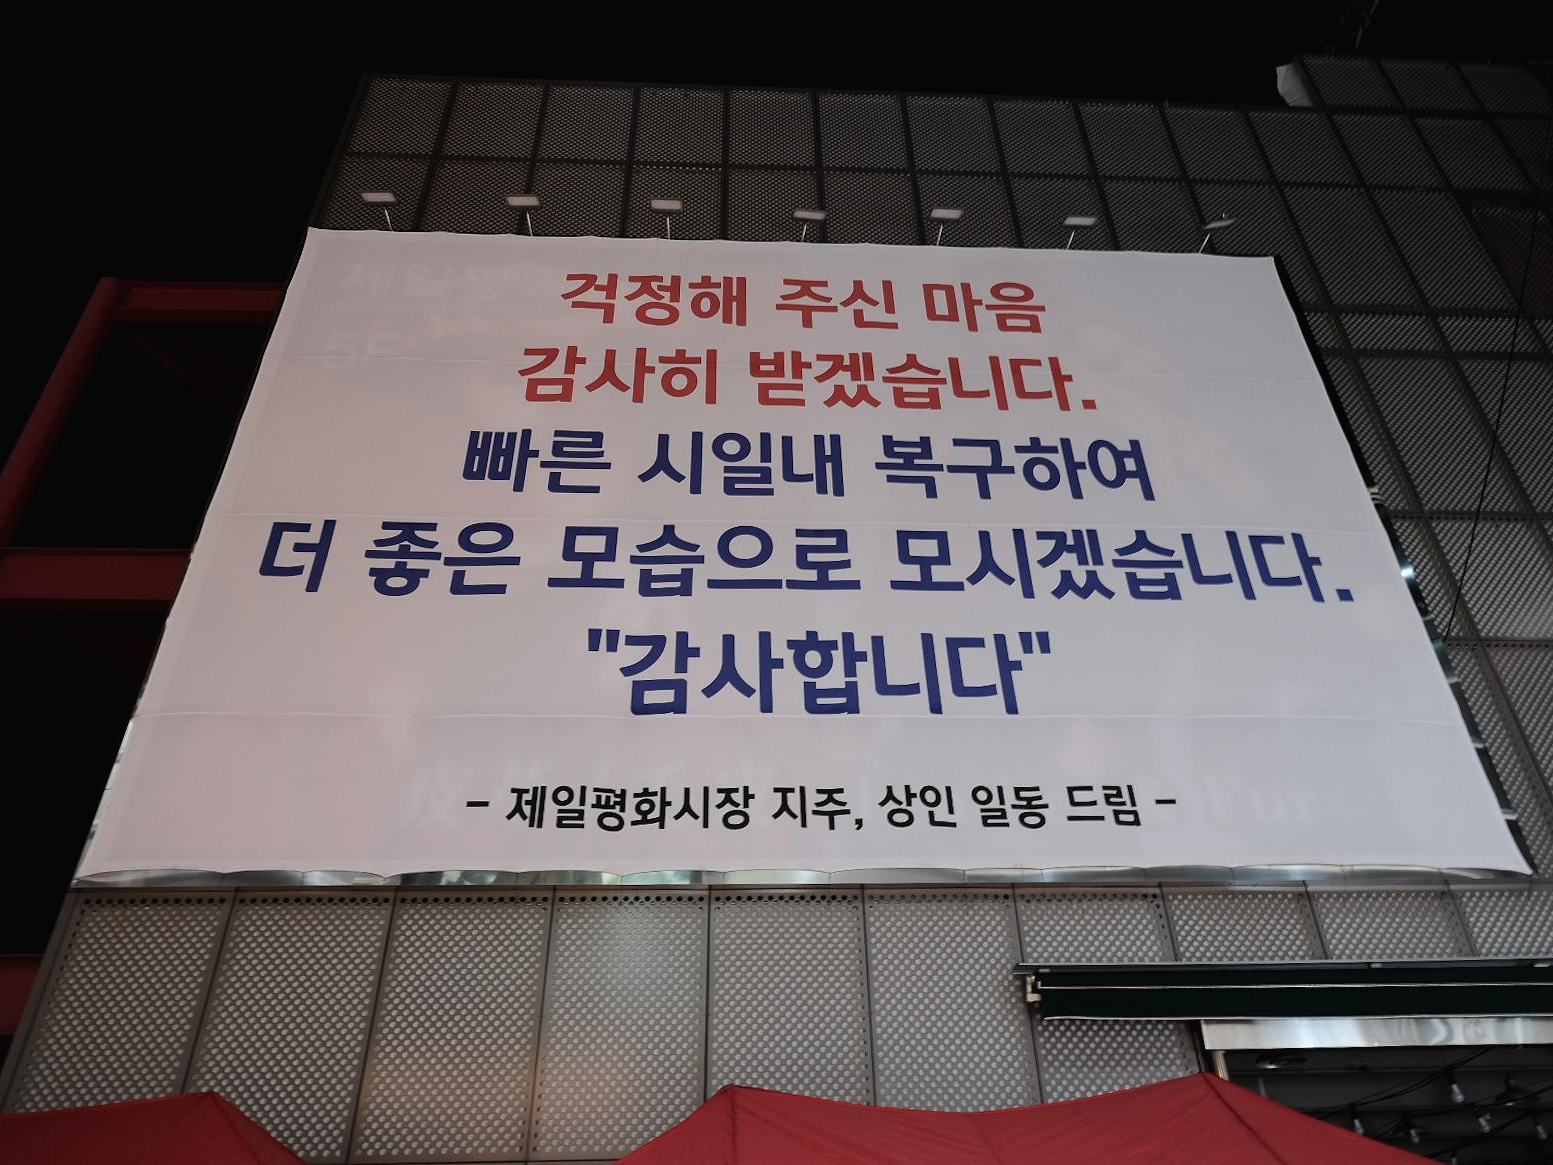 걱정해 주신 마음
감사히 받겠습니다.
빠른 시일내 복구하여
더 좋은 모습으로 모시겠습니다.
"감사합니다"
- 제일평화시장 지주, 상인 일동 드림 -